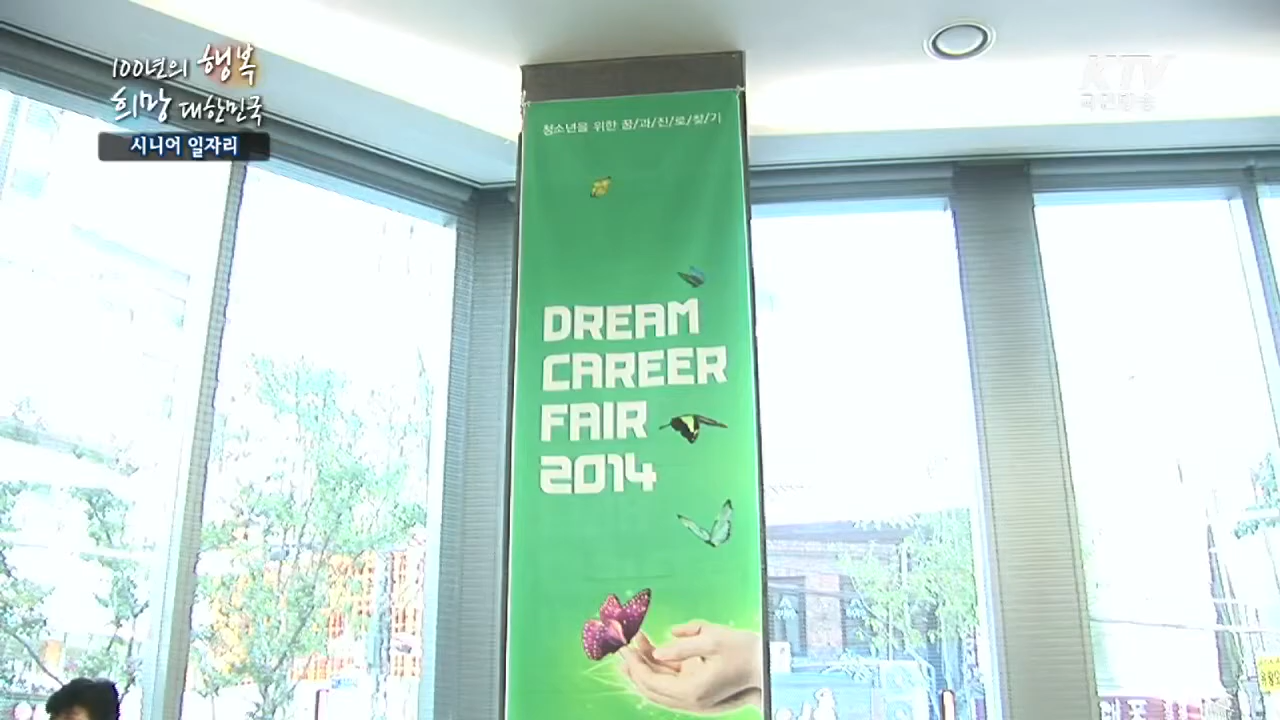 100년의 행복
희망 대한민국
시니어 일자리
KTV
국민방송
청소년을 위한 꿈/과/진/로/찾/기
DREAM
CAREER
FAIR
2014